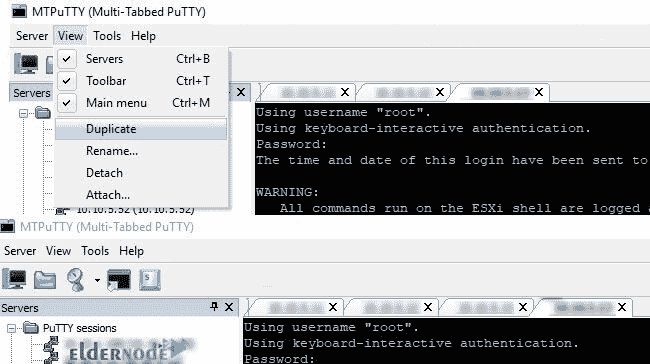 MTPuTTY (Multi-Tabbed PuTTY)
Server View Tools Help
Servers Ctrl+B
Toolbar Ctrl+T
Main menu Ctrl+M
Servers
Duplicate
Rename...
Detach
Attach...
Using username "root".
Using keyboard-interactive authentication.
Password:
The time and date of this login have been sent to
WARNING:
All commands run on the ESXi shell are logged
10.10.5.52 (10.10.5.52)
MTPuTTY (Multi-Tabbed PuTTY)
Server View Tools Help
Servers
PuTTY sessions
ELDERNODE
Using username "root".
Using keyboard-interactive authentication.
Password: